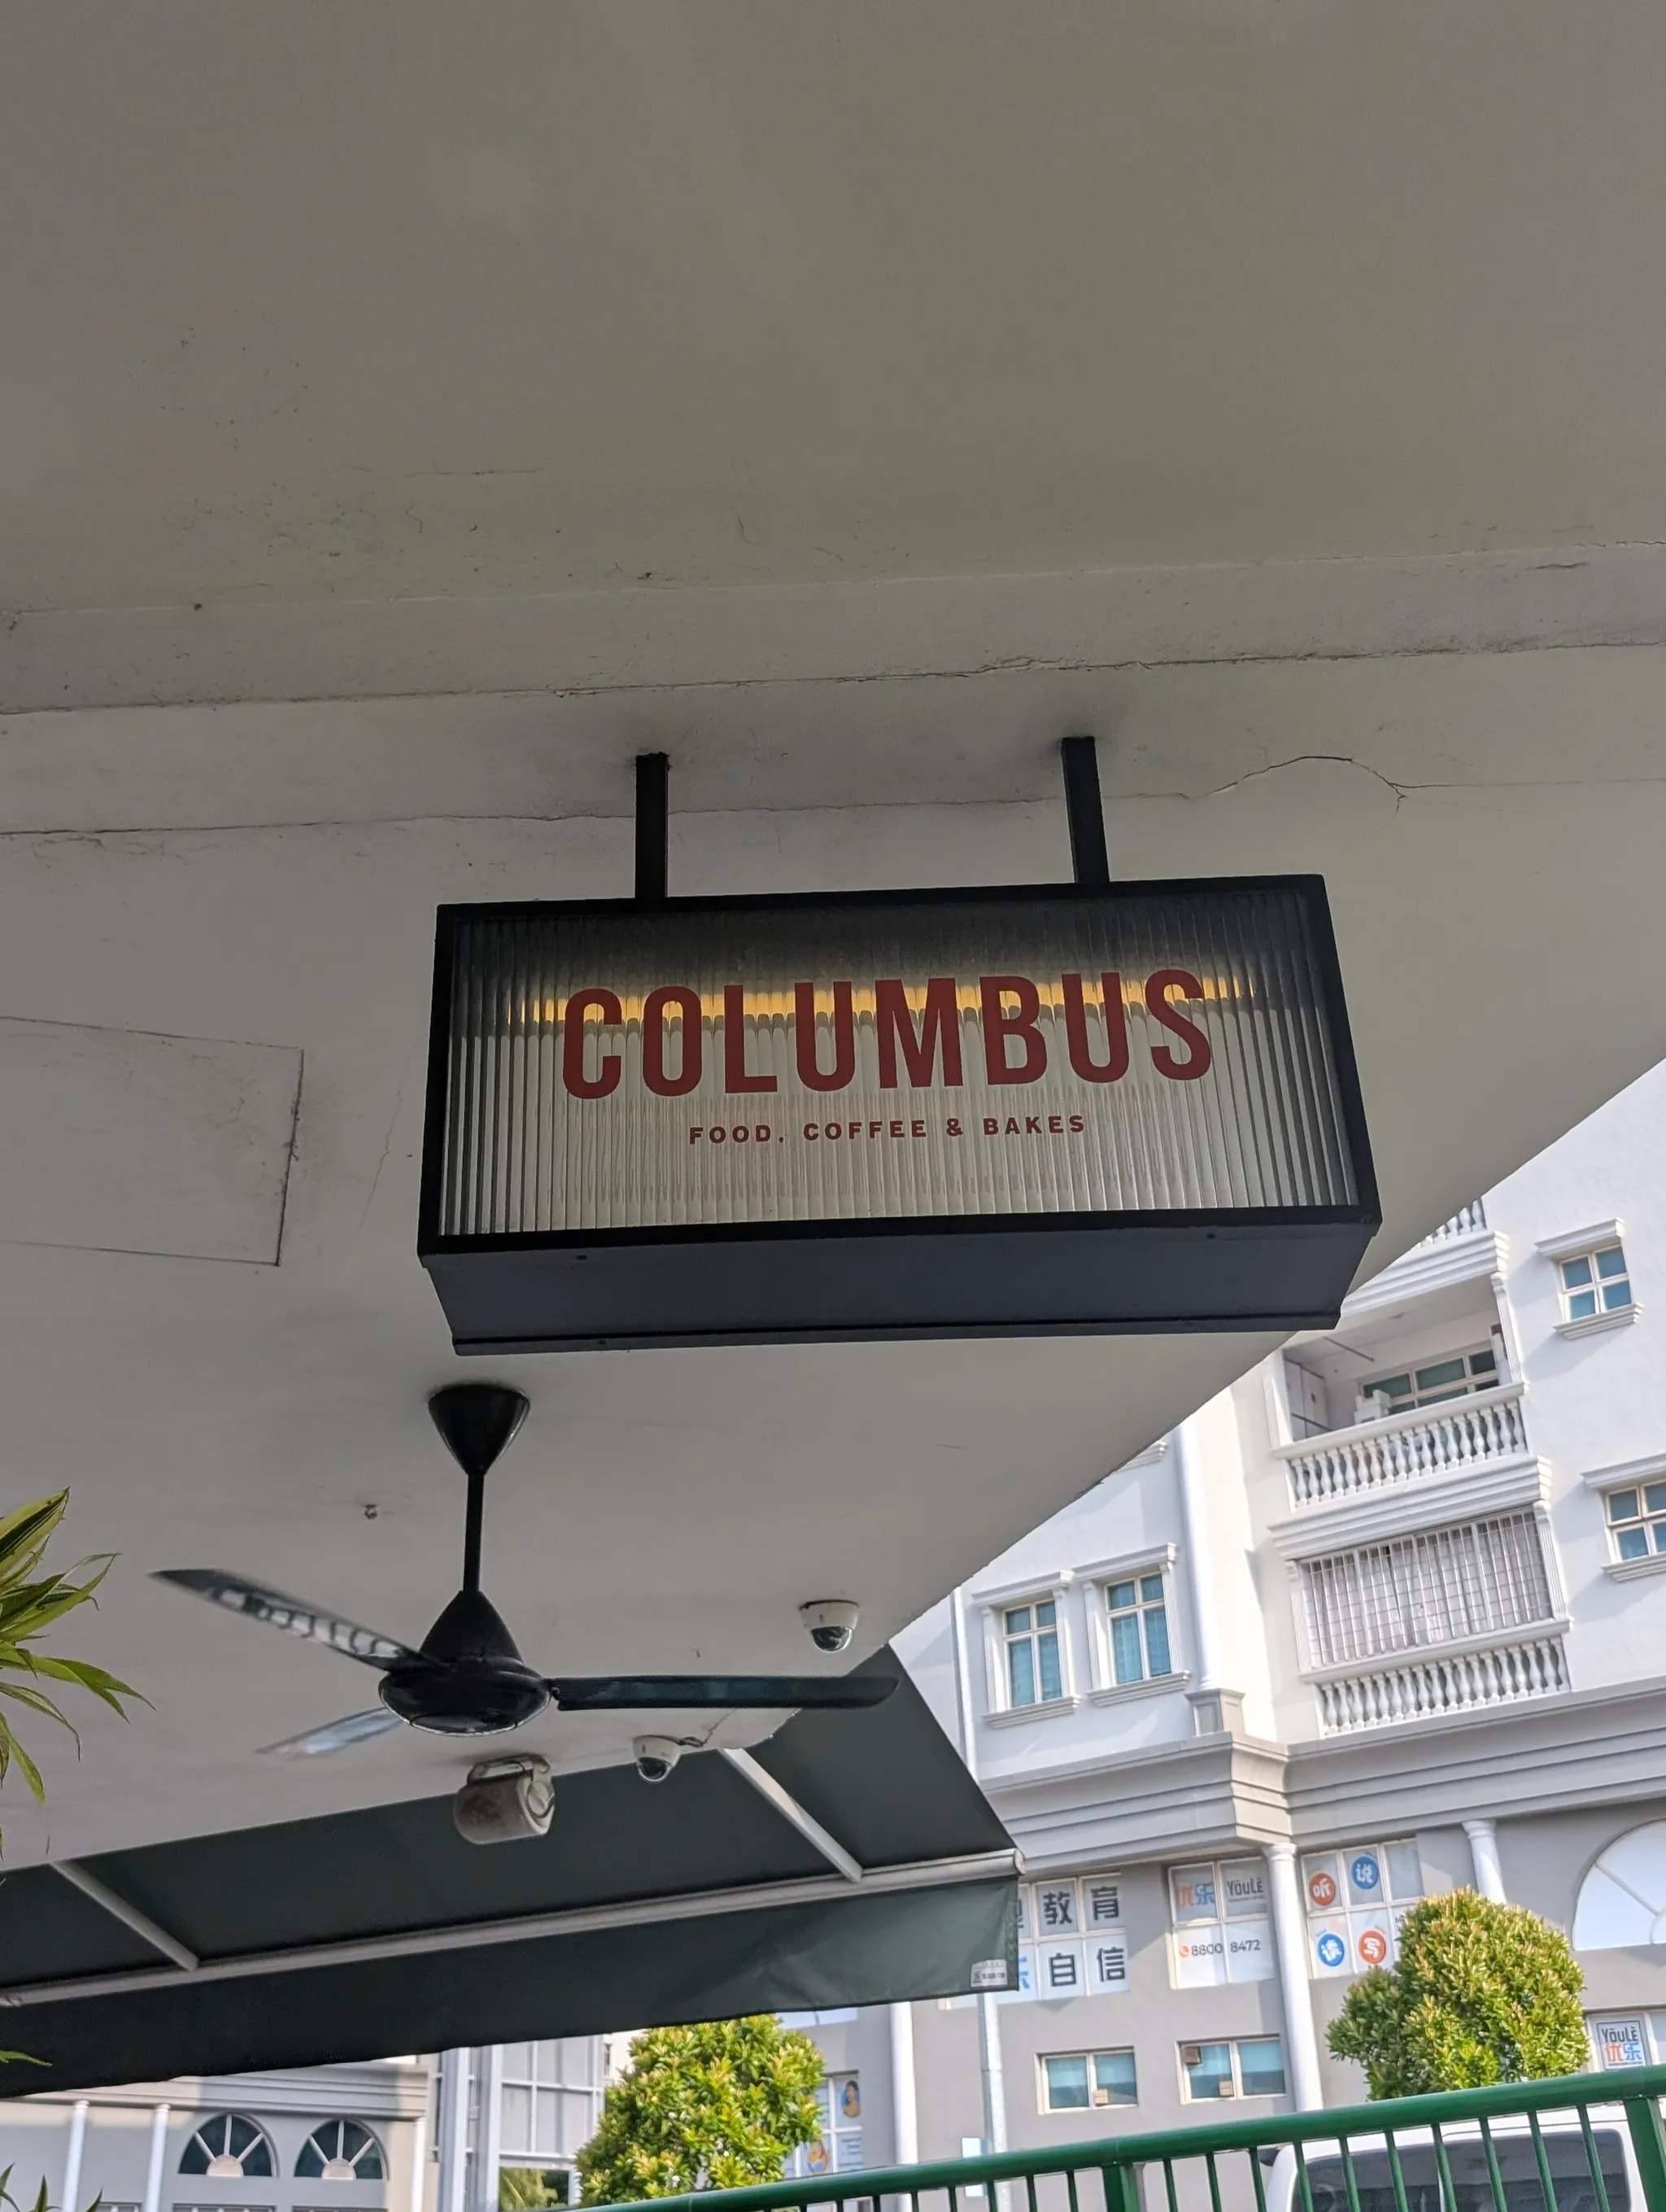 COLUMBUS
FOOD, COFFEE & BAKES
教育
自信
优乐 YōuLè
8800 8472
听 说
读 写
YōuLè
优乐